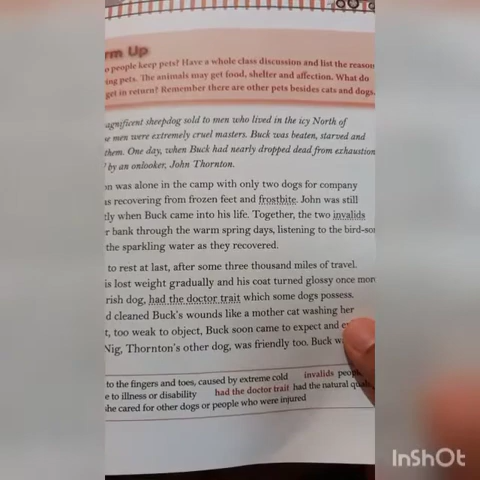 rm Up
o people keep pets? Have a whole class discussion and list the reason
ing pets. The animals may get food, shelter and affection. What do
get in return? Remember there are other pets besides cats and dogs.
agnificent sheepdog sold to men who lived in the icy North of
e men were extremely cruel masters. Buck was beaten, starved and
them. One day, when Buck had nearly dropped dead from exhaustion
by an onlooker, John Thornton.
on was alone in the camp with only two dogs for company
as recovering from frozen feet and frostbite. John was still
tly when Buck came into his life. Together, the two invalids
r bank through the warm spring days, listening to the bird-son
the sparkling water as they recovered.
to rest at last, after some three thousand miles of travel.
is lost weight gradually and his coat turned glossy once more
rish dog, had the doctor trait which some dogs possess.
d cleaned Buck's wounds like a mother cat washing her
t, too weak to object, Buck soon came to expect and e
Nig, Thornton's other dog, was friendly too. Buck w
to the fingers and toes, caused by extreme cold invalids peop
e to illness or disability had the doctor trait had the natural qual
he cared for other dogs or people who were injured
InShOt